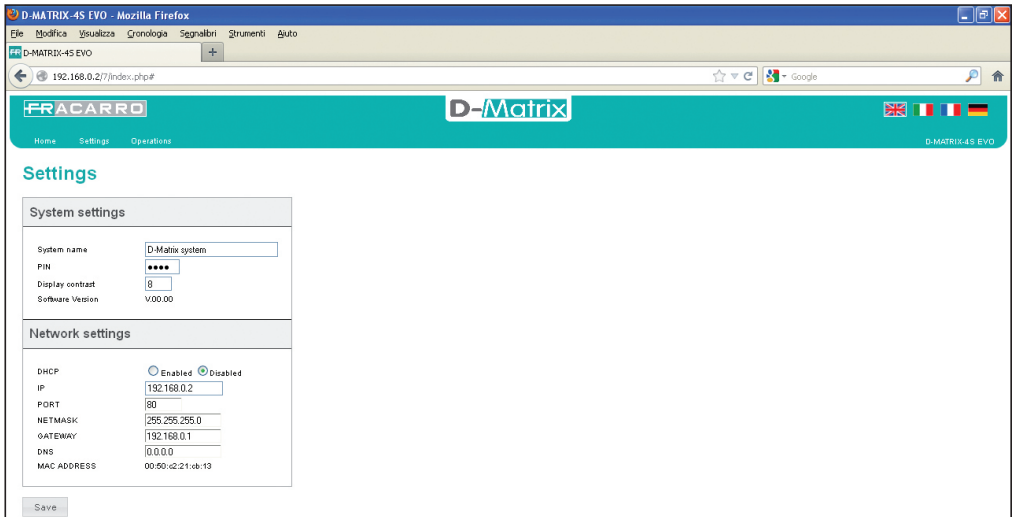 D-MATRIX-4S EVO - Mozilla Firefox
File Modifica Visualizza Cronologia Segnalibri Strumenti Aiuto
FR D-MATRIX-4S EVO +
192.168.0.2/7/index.php# Google
FRACARRO D-Matrix
Home Settings Operations D-MATRIX-4S EVO
Settings
System settings
System name D-Matrix system
PIN ●●●●
Display contrast 8
Software Version V.00.00
Network settings
DHCP Enabled Disabled
IP 192.168.0.2
PORT 80
NETMASK 255.255.255.0
GATEWAY 192.168.0.1
DNS 0.0.0.0
MAC ADDRESS 00:50:c2:21:cb:13
Save